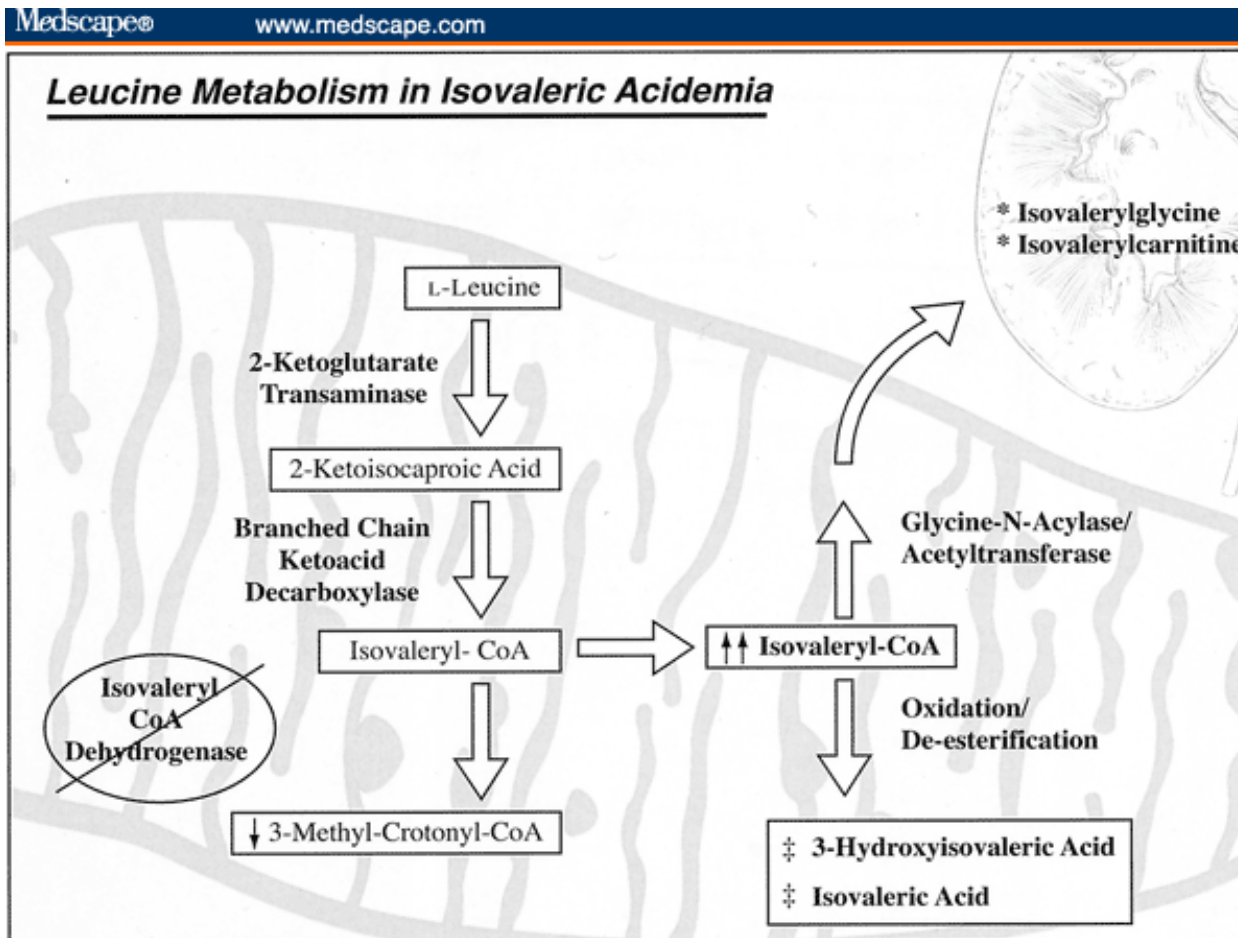 Medscape® www.medscape.com
Leucine Metabolism in Isovaleric Acidemia
* Isovalerylglycine
* Isovalerylcarnitine
L-Leucine
2-Ketoglutarate
Transaminase
2-Ketoisocaproic Acid
Branched Chain
Ketoacid
Decarboxylase
Glycine-N-Acylase/
Acetyltransferase
Isovaleryl- CoA
↑↑ Isovaleryl-CoA
Isovaleryl
CoA
Dehydrogenase
Oxidation/
De-esterification
↓ 3-Methyl-Crotonyl-CoA
‡ 3-Hydroxyisovaleric Acid
‡ Isovaleric Acid